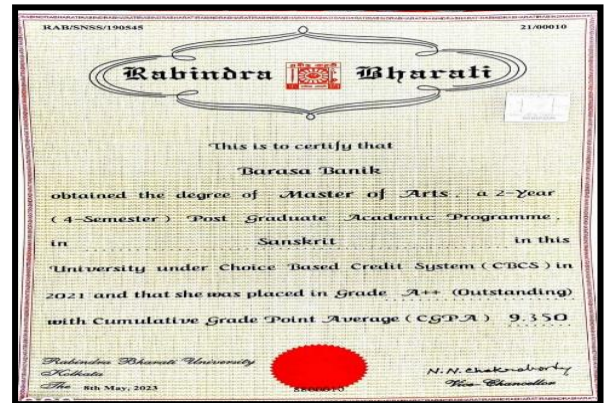 RAB/SNSS/190545 21/00010
Rabindra Bharati
This is to certify that
Barasa Banik
obtained the degree of Master of Arts, a 2-Year
(4-Semester) Post Graduate Academic Programme,
in Sanskrit in this
University under Choice Based Credit System (CBCS) in
2021 and that she was placed in Grade A++ (Outstanding)
with Cumulative Grade Point Average (CGPA) 9.350
Rabindra Bharati University
Kolkata
The 8th May, 2023
N.N. Chakraborty
Vice-Chancellor